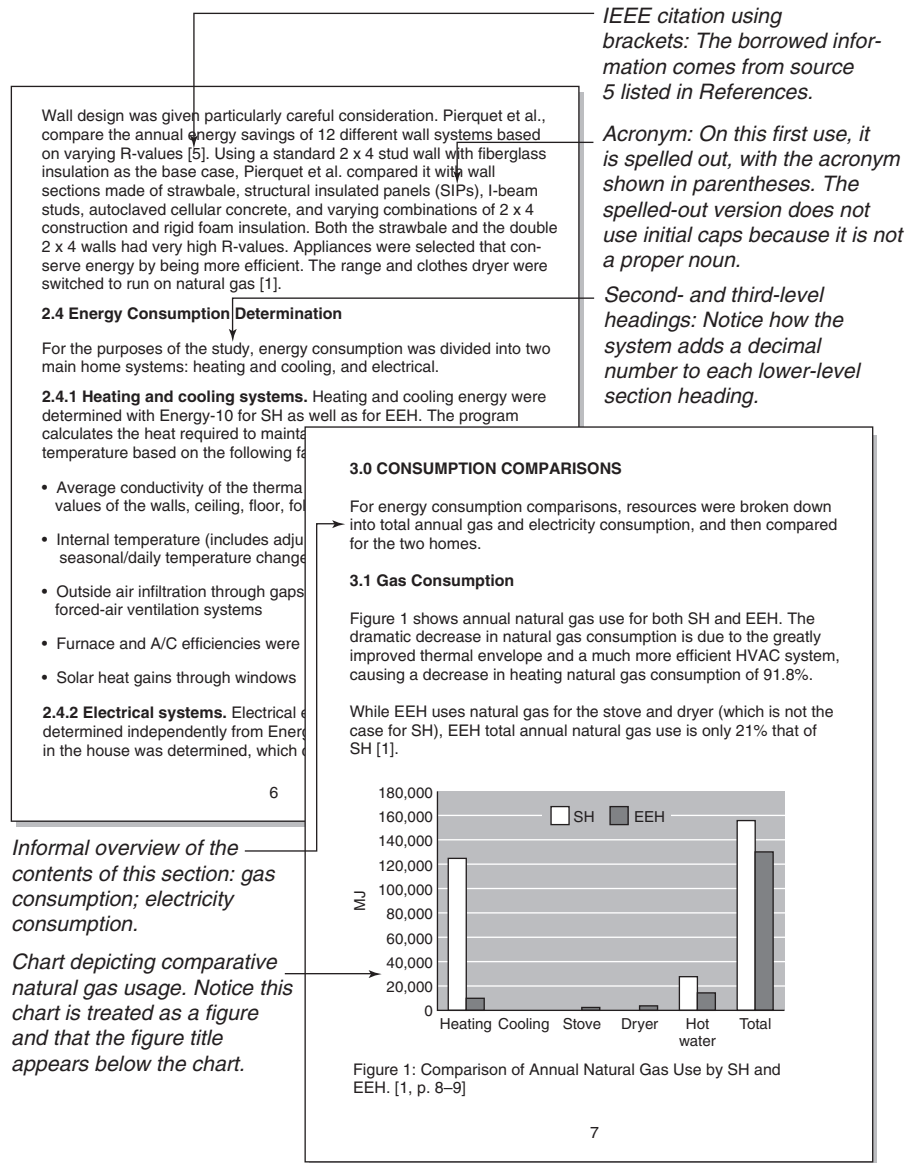 IEEE citation using
brackets: The borrowed infor-
mation comes from source
5 listed in References.
Acronym: On this first use, it
is spelled out, with the acronym
shown in parentheses. The
spelled-out version does not
use initial caps because it is not
a proper noun.
Second- and third-level
headings: Notice how the
system adds a decimal
number to each lower-level
section heading.
Wall design was given particularly careful consideration. Pierquet et al.,
compare the annual energy savings of 12 different wall systems based
on varying R-values [5]. Using a standard 2 x 4 stud wall with fiberglass
insulation as the base case, Pierquet et al. compared it with wall
sections made of strawbale, structural insulated panels (SIPs), I-beam
studs, autoclaved cellular concrete, and varying combinations of 2 x 4
construction and rigid foam insulation. Both the strawbale and the double
2 x 4 walls had very high R-values. Appliances were selected that con-
serve energy by being more efficient. The range and clothes dryer were
switched to run on natural gas [1].
2.4 Energy Consumption Determination
For the purposes of the study, energy consumption was divided into two
main home systems: heating and cooling, and electrical.
2.4.1 Heating and cooling systems. Heating and cooling energy were
determined with Energy-10 for SH as well as for EEH. The program
calculates the heat required to mainta
temperature based on the following fa
• Average conductivity of the therma
values of the walls, ceiling, floor, fo
• Internal temperature (includes adju
seasonal/daily temperature change
• Outside air infiltration through gaps
forced-air ventilation systems
• Furnace and A/C efficiencies were
• Solar heat gains through windows
2.4.2 Electrical systems. Electrical e
determined independently from Energ
in the house was determined, which
6
Informal overview of the
contents of this section: gas
consumption; electricity
consumption.
Chart depicting comparative
natural gas usage. Notice this
chart is treated as a figure
and that the figure title
appears below the chart.
3.0 CONSUMPTION COMPARISONS
For energy consumption comparisons, resources were broken down
into total annual gas and electricity consumption, and then compared
for the two homes.
3.1 Gas Consumption
Figure 1 shows annual natural gas use for both SH and EEH. The
dramatic decrease in natural gas consumption is due to the greatly
improved thermal envelope and a much more efficient HVAC system,
causing a decrease in heating natural gas consumption of 91.8%.
While EEH uses natural gas for the stove and dryer (which is not the
case for SH), EEH total annual natural gas use is only 21% that of
SH [1].
180,000
160,000
140,000
120,000
100,000
80,000
60,000
40,000
20,000
0
MJ
SH EEH
Heating Cooling Stove Dryer Hot water Total
Figure 1: Comparison of Annual Natural Gas Use by SH and
EEH. [1, p. 8–9]
7